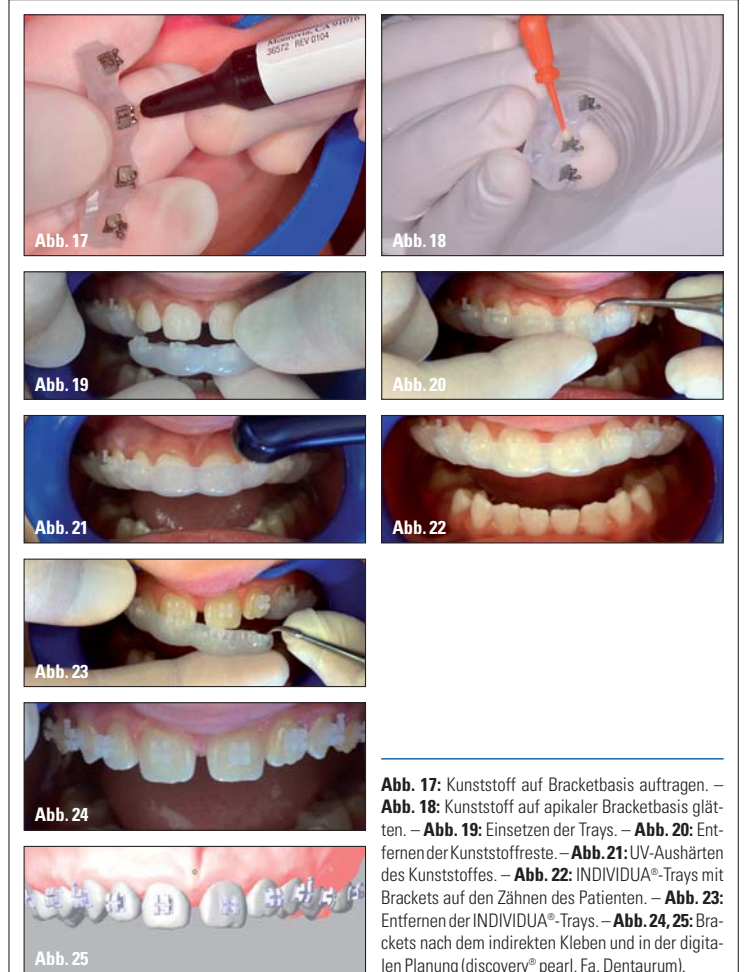 Monrovia, CA 91016
36572 REV 0104
Abb. 17
Abb. 18
Abb. 19
Abb. 20
Abb. 21
Abb. 22
Abb. 23
Abb. 24
Abb. 25
Abb. 17: Kunststoff auf Bracketbasis auftragen. –
Abb. 18: Kunststoff auf apikaler Bracketbasis glät-
ten. – Abb. 19: Einsetzen der Trays. – Abb. 20: Ent-
fernen der Kunststoffreste. – Abb. 21: UV-Aushärten
des Kunststoffes. – Abb. 22: INDIVIDUA®-Trays mit
Brackets auf den Zähnen des Patienten. – Abb. 23:
Entfernen der INDIVIDUA®-Trays. – Abb. 24, 25: Bra-
ckets nach dem indirekten Kleben und in der digita-
len Planung (discovery® pearl, Fa. Dentaurum).